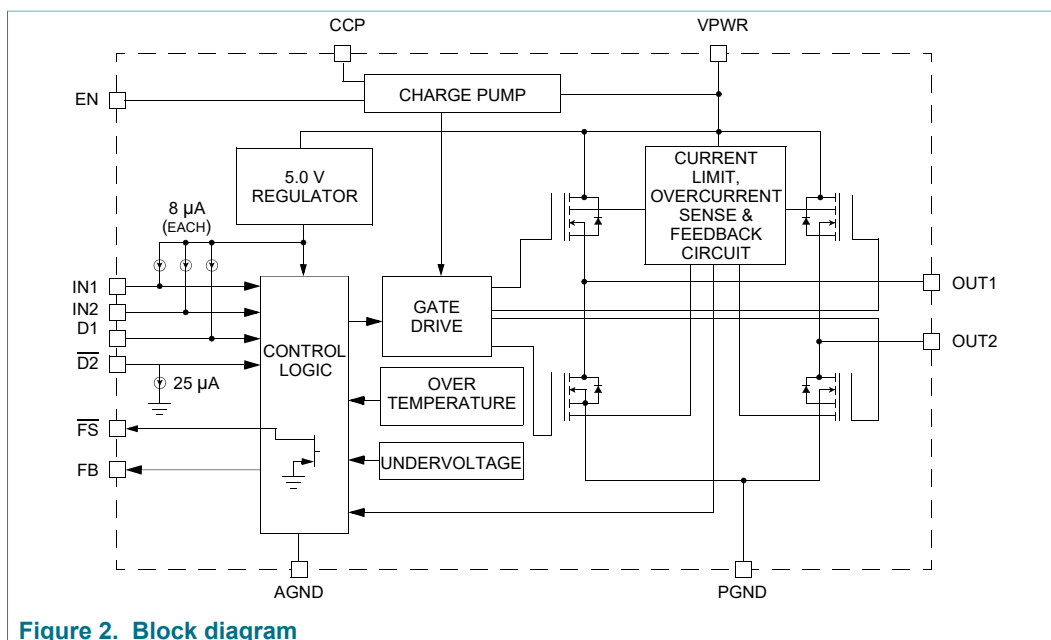 CCP
VPWR
EN
CHARGE PUMP
5.0 V
REGULATOR
CURRENT
LIMIT,
OVERCURRENT
SENSE &
FEEDBACK
CIRCUIT
8 µA
(EACH)
IN1
IN2
D1
D2
25 µA
FS
FB
CONTROL
LOGIC
GATE
DRIVE
OVER
TEMPERATURE
UNDERVOLTAGE
OUT1
OUT2
AGND
PGND
Figure 2. Block diagram